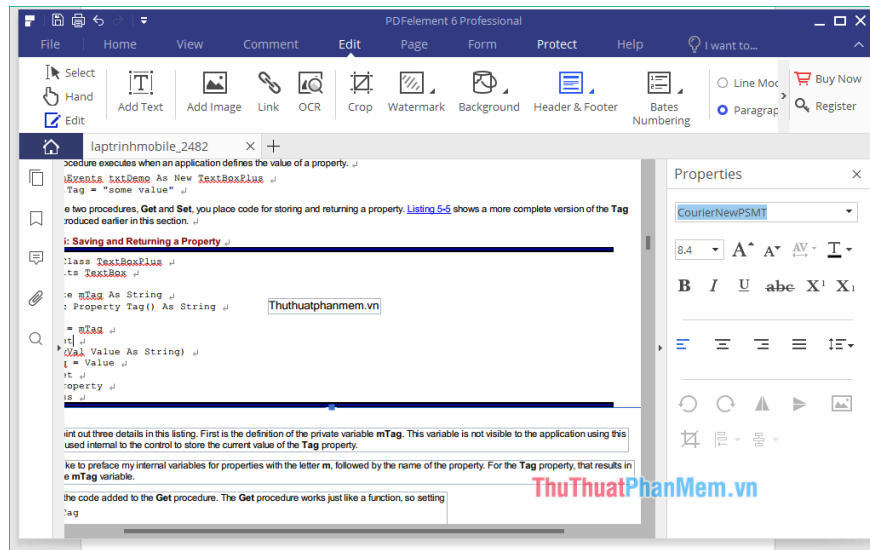 PDFelement 6 Professional
File Home View Comment Edit Page Form Protect Help I want to...
Select
Hand
Edit
Add Text Add Image Link OCR Crop Watermark Background Header & Footer Bates Numbering
Line Mod
Paragrap
Buy Now
Register
laptrinhmobile_2482
ocedure executes when an application defines the value of a property.
Events txtDemo As New TextBoxPlus
Tag = "some value"
e two procedures, Get and Set, you place code for storing and returning a property. Listing 5-5 shows a more complete version of the Tag
troduced earlier in this section.
5: Saving and Returning a Property
Class TextBoxPlus
ts TextBox
te mTag As String
c Property Tag() As String
Thuthuatphanmem.vn
= mTag
et
yVal Value As String)
= Value
et
roperty
ss
oint out three details in this listing. First is the definition of the private variable mTag. This variable is not visible to the application using this
used internal to the control to store the current value of the Tag property.
ke to preface my internal variables for properties with the letter m, followed by the name of the property. For the Tag property, that results in
e mTag variable.
the code added to the Get procedure. The Get procedure works just like a function, so setting
Tag
Properties
CourierNewPSMT
8.4
A A AV T
B I U abc X¹ X₁
ThuThuatPhanMem.vn